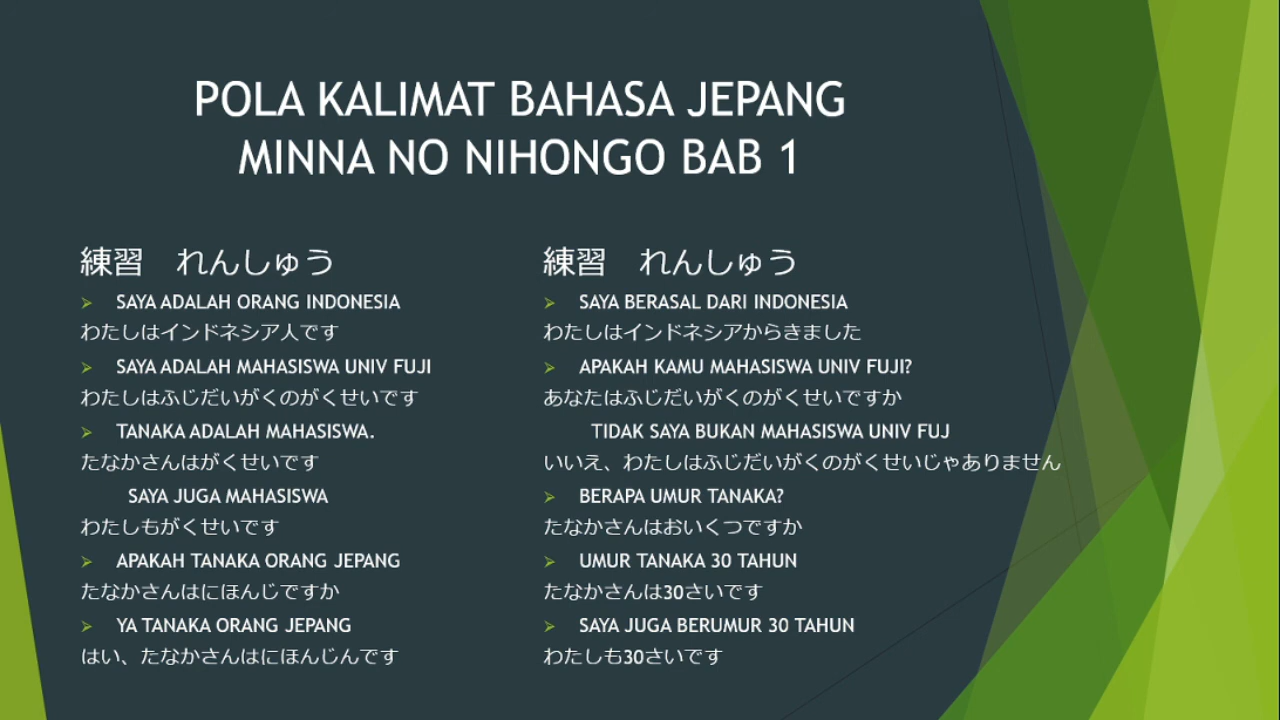 POLA KALIMAT BAHASA JEPANG
MINNA NO NIHONGO BAB 1
練習　れんしゅう
SAYA ADALAH ORANG INDONESIA
わたしはインドネシア人です
SAYA ADALAH MAHASISWA UNIV FUJI
わたしはふじだいがくのがくせいです
TANAKA ADALAH MAHASISWA.
たなかさんはがくせいです
SAYA JUGA MAHASISWA
わたしもがくせいです
APAKAH TANAKA ORANG JEPANG
たなかさんはにほんじですか
YA TANAKA ORANG JEPANG
はい、たなかさんはにほんじんです
練習　れんしゅう
SAYA BERASAL DARI INDONESIA
わたしはインドネシアからきました
APAKAH KAMU MAHASISWA UNIV FUJI?
あなたはふじだいがくのがくせいですか
TIDAK SAYA BUKAN MAHASISWA UNIV FUJ
いいえ、わたしはふじだいがくのがくせいじゃありません
BERAPA UMUR TANAKA?
たなかさんはおいくつですか
UMUR TANAKA 30 TAHUN
たなかさんは30さいです
SAYA JUGA BERUMUR 30 TAHUN
わたしも30さいです